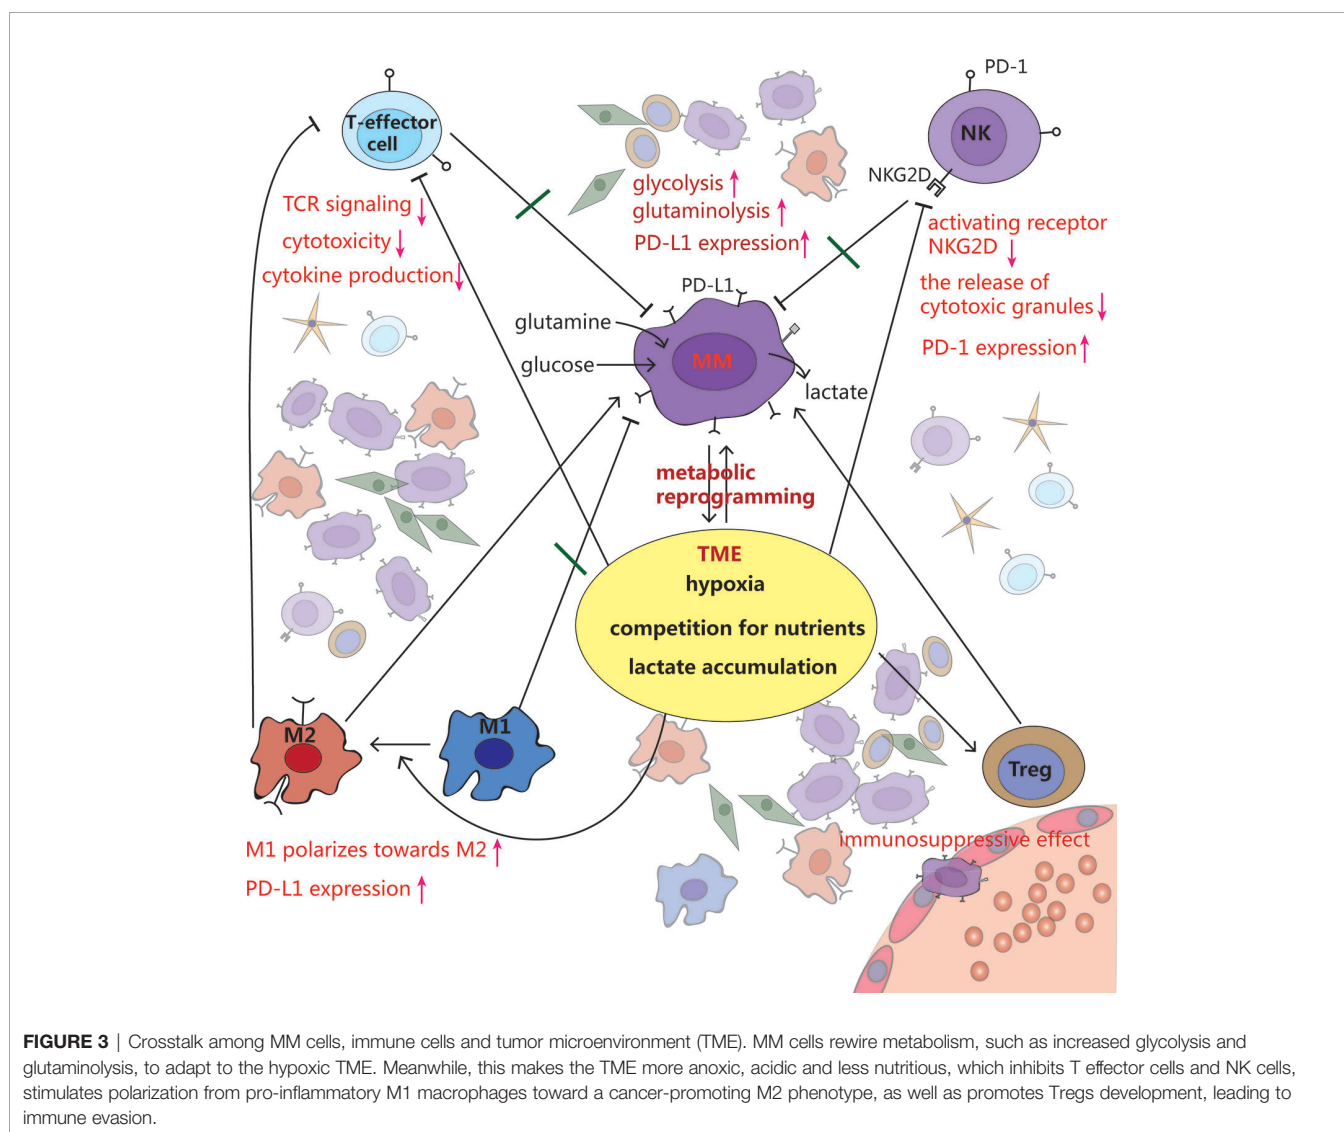 PD-1
T-effector
cell
NK
NKG2D
glycolysis
glutaminolysis
PD-L1 expression
TCR signaling
cytotoxicity
cytokine production
activating receptor
NKG2D
the release of
cytotoxic granules
PD-1 expression
PD-L1
glutamine
glucose
MM
lactate
metabolic
reprogramming
TME
hypoxia
competition for nutrients
lactate accumulation
M2
M1
Treg
M1 polarizes towards M2
PD-L1 expression
immunosuppressive effect
FIGURE 3 | Crosstalk among MM cells, immune cells and tumor microenvironment (TME). MM cells rewire metabolism, such as increased glycolysis and
glutaminolysis, to adapt to the hypoxic TME. Meanwhile, this makes the TME more anoxic, acidic and less nutritious, which inhibits T effector cells and NK cells,
stimulates polarization from pro-inflammatory M1 macrophages toward a cancer-promoting M2 phenotype, as well as promotes Tregs development, leading to
immune evasion.